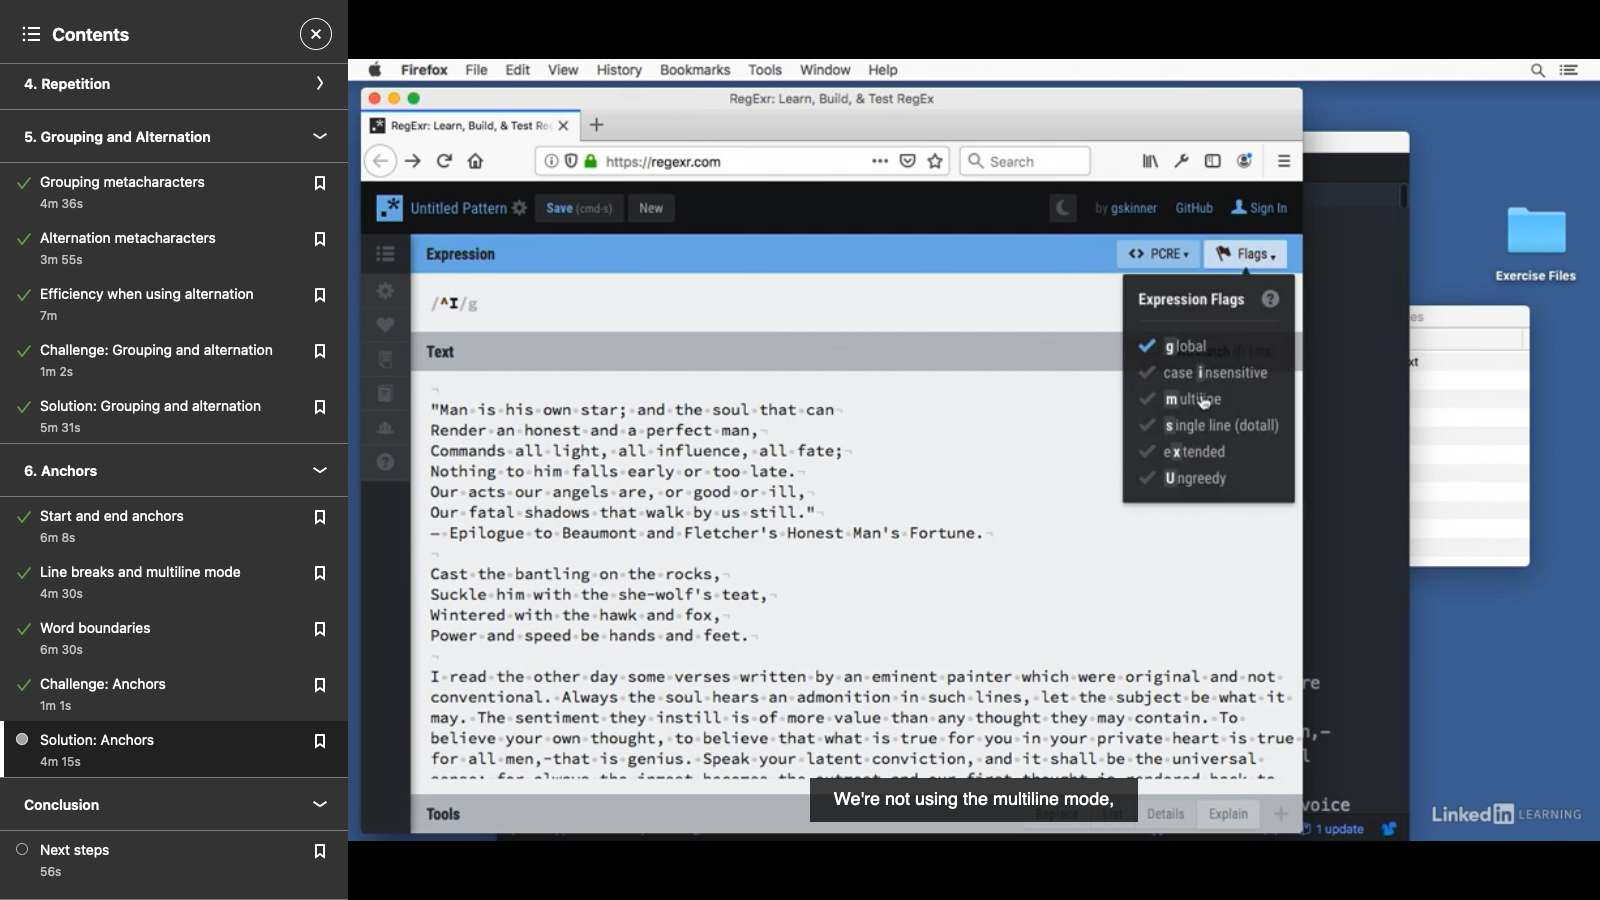 Contents
4. Repetition
5. Grouping and Alternation
Grouping metacharacters
4m 36s
Alternation metacharacters
3m 55s
Efficiency when using alternation
7m
Challenge: Grouping and alternation
1m 2s
Solution: Grouping and alternation
5m 31s
6. Anchors
Start and end anchors
6m 8s
Line breaks and multiline mode
4m 30s
Word boundaries
6m 30s
Challenge: Anchors
1m 1s
Solution: Anchors
4m 15s
Conclusion
Next steps
56s
Firefox File Edit View History Bookmarks Tools Window Help
RegExr: Learn, Build, & Test RegEx
RegExr: Learn, Build, & Test Re
https://regexr.com
Search
Untitled Pattern
Save (cmd-s)
New
by gskinner
GitHub
Sign In
Expression
PCRE
Flags
/^I/g
Expression Flags
global
case insensitive
multiline
single line (dotall)
extended
Ungreedy
Text
"Man is his own star; and the soul that can
Render an honest and a perfect man,
Commands all light, all influence, all fate;
Nothing to him falls early or too late.
Our acts our angels are, or good or ill,
Our fatal shadows that walk by us still."
— Epilogue to Beaumont and Fletcher's Honest Man's Fortune.
Cast the bantling on the rocks,
Suckle him with the she-wolf's teat,
Wintered with the hawk and fox,
Power and speed be hands and feet.
I read the other day some verses written by an eminent painter which were original and not
conventional. Always the soul hears an admonition in such lines, let the subject be what it
may. The sentiment they instill is of more value than any thought they may contain. To
believe your own thought, to believe that what is true for you in your private heart is true
for all men,—that is genius. Speak your latent conviction, and it shall be the universal
We're not using the multiline mode,
Tools
Replace
List
Details
Explain
Exercise Files
es
xt
re
n,—
l
voice
1 update
Linked in LEARNING